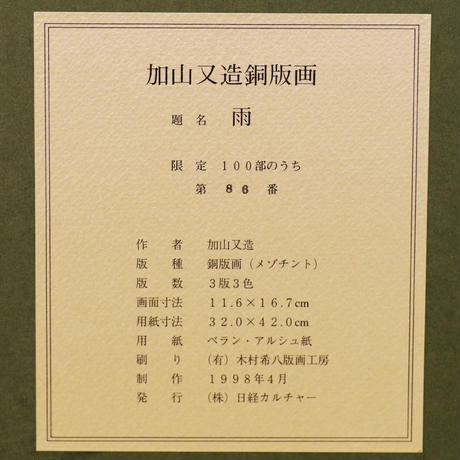 加山又造銅版画
題名 雨
限定 100部のうち
第 86 番
作者 加山又造
版種 銅版画（メゾチント）
版数 3版3色
画面寸法 11.6×16.7cm
用紙寸法 32.0×42.0cm
用紙 ベラン・アルシュ紙
刷り （有）木村希八版画工房
制作 1998年4月
発行 （株）日経カルチャー